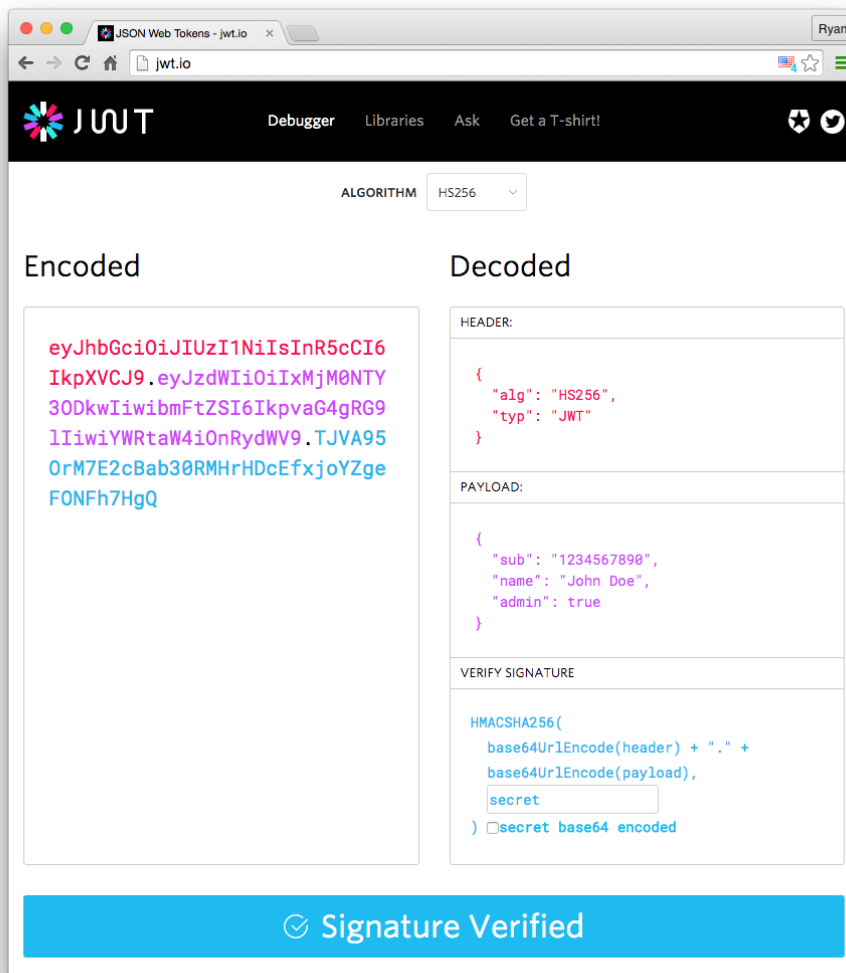 JSON Web Tokens - jwt.io
Ryan
jwt.io
4
JWT Debugger Libraries Ask Get a T-shirt!
ALGORITHM HS256
Encoded
Decoded
eyJhbGciOiJIUzI1NiIsInR5cCI6
IkpXVCJ9.eyJzdWIiOiIxMjM0NTY
3ODkwIiwibmFtZSI6IkpvaG4gRG9
lIiwiYWRtaW4iOnRydWV9.TJVA95
OrM7E2cBab30RMHrHDcEfxjoYZge
FONFh7HgQ
HEADER:
{
"alg": "HS256",
"typ": "JWT"
}
PAYLOAD:
{
"sub": "1234567890",
"name": "John Doe",
"admin": true
}
VERIFY SIGNATURE
HMACSHA256(
base64UrlEncode(header) + "." +
base64UrlEncode(payload),
secret
) secret base64 encoded
Signature Verified